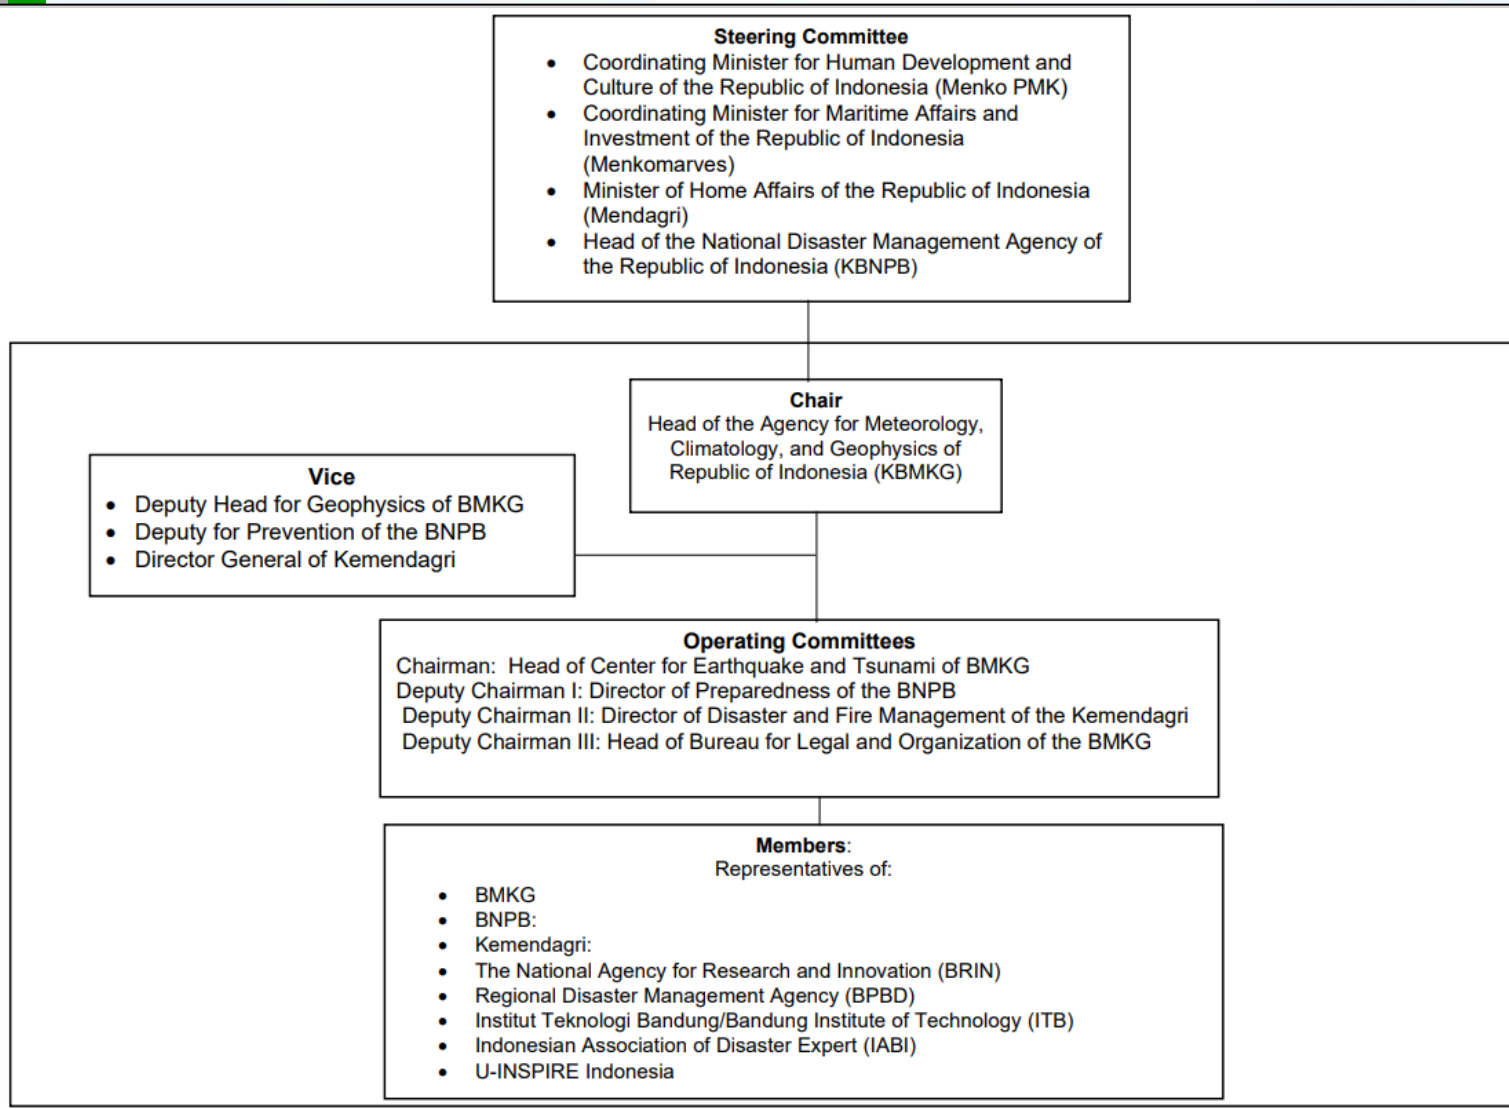 Steering Committee
• Coordinating Minister for Human Development and
Culture of the Republic of Indonesia (Menko PMK)
• Coordinating Minister for Maritime Affairs and
Investment of the Republic of Indonesia
(Menkomarves)
• Minister of Home Affairs of the Republic of Indonesia
(Mendagri)
• Head of the National Disaster Management Agency of
the Republic of Indonesia (KBNPB)
Chair
Head of the Agency for Meteorology,
Climatology, and Geophysics of
Republic of Indonesia (KBMKG)
Vice
• Deputy Head for Geophysics of BMKG
• Deputy for Prevention of the BNPB
• Director General of Kemendagri
Operating Committees
Chairman: Head of Center for Earthquake and Tsunami of BMKG
Deputy Chairman I: Director of Preparedness of the BNPB
Deputy Chairman II: Director of Disaster and Fire Management of the Kemendagri
Deputy Chairman III: Head of Bureau for Legal and Organization of the BMKG
Members:
Representatives of:
• BMKG
• BNPB:
• Kemendagri:
• The National Agency for Research and Innovation (BRIN)
• Regional Disaster Management Agency (BPBD)
• Institut Teknologi Bandung/Bandung Institute of Technology (ITB)
• Indonesian Association of Disaster Expert (IABI)
• U-INSPIRE Indonesia